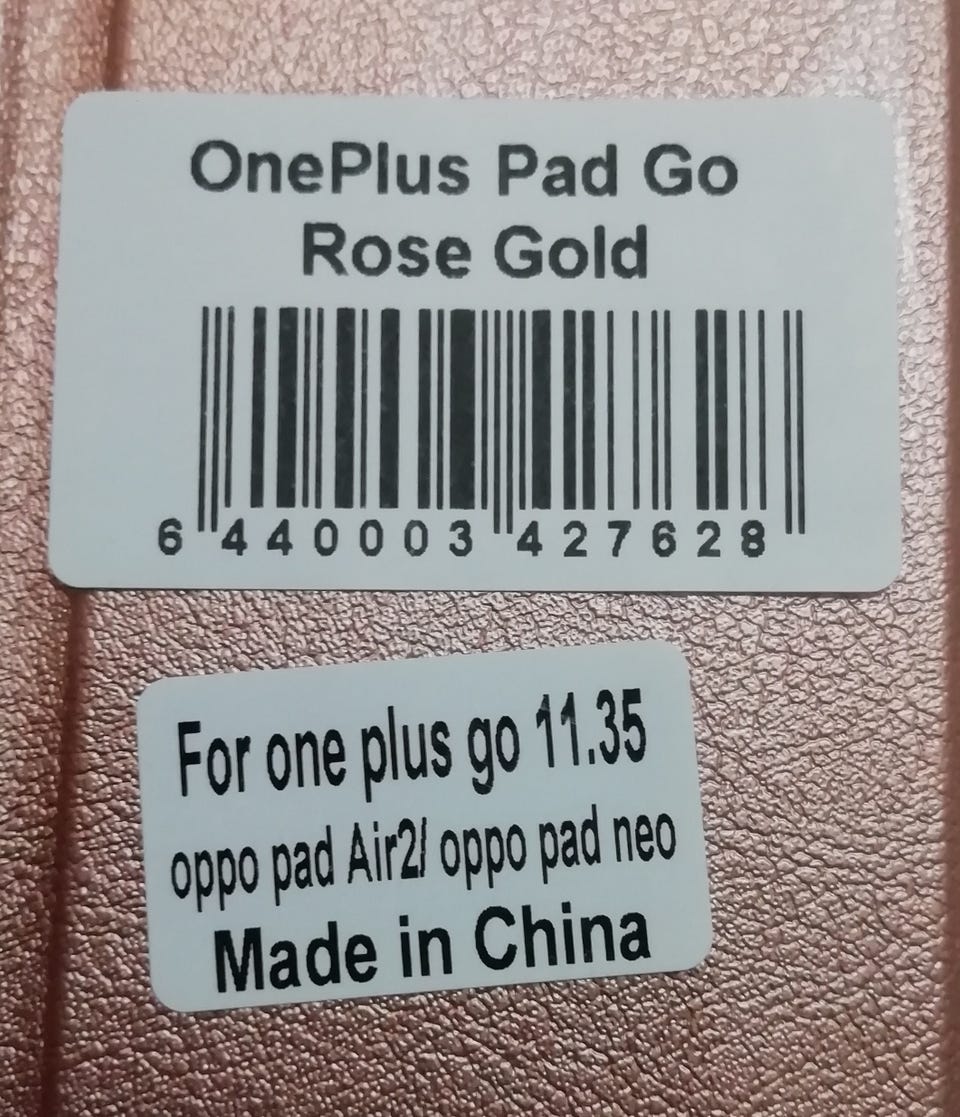 OnePlus Pad Go
Rose Gold
6 440003 427628
For one plus go 11.35
oppo pad Air2/ oppo pad neo
Made in China